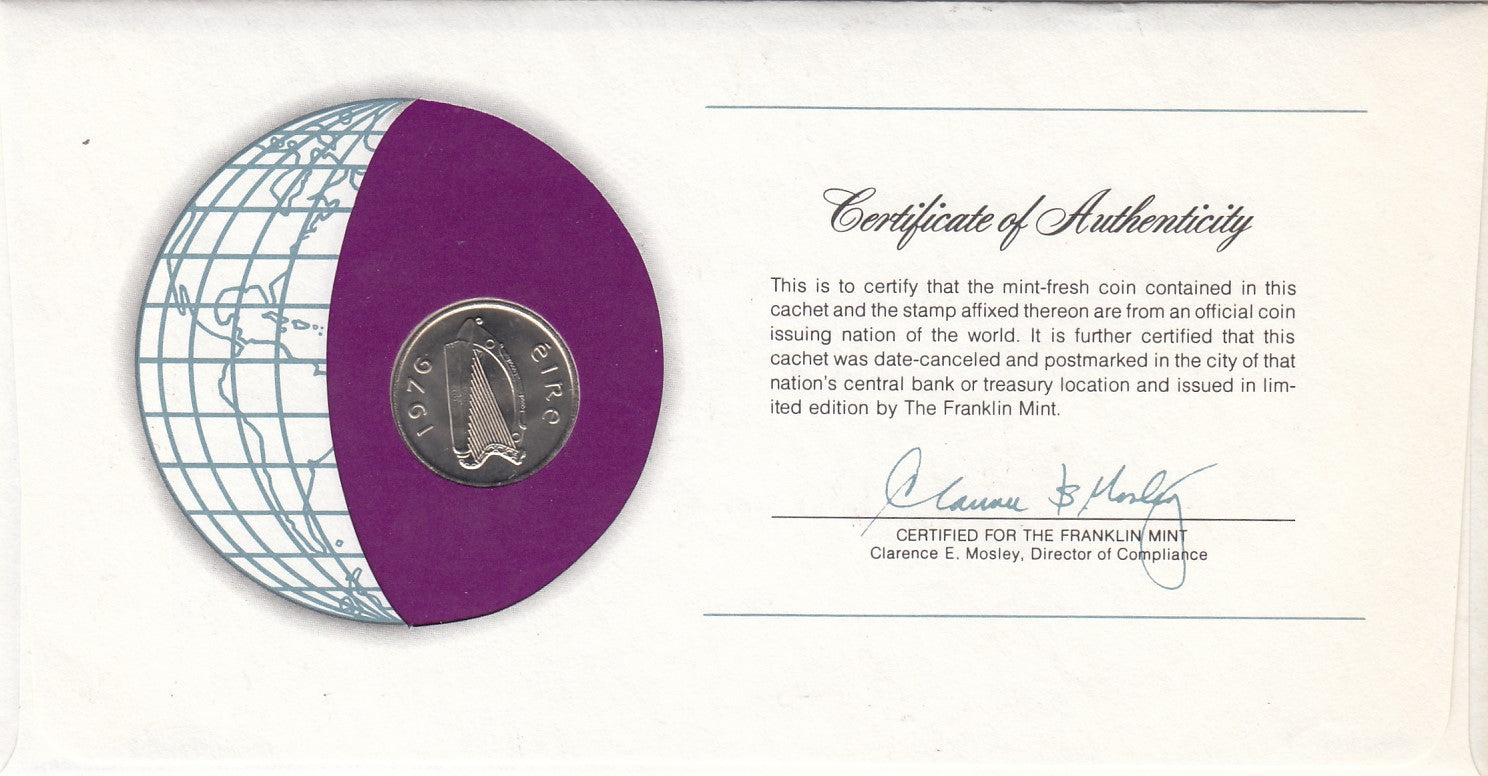 1976
éire
Certificate of Authenticity
This is to certify that the mint-fresh coin contained in this
cachet and the stamp affixed thereon are from an official coin
issuing nation of the world. It is further certified that this
cachet was date-canceled and postmarked in the city of that
nation's central bank or treasury location and issued in lim-
ited edition by The Franklin Mint.
Clarence E Mosley
CERTIFIED FOR THE FRANKLIN MINT
Clarence E. Mosley, Director of Compliance